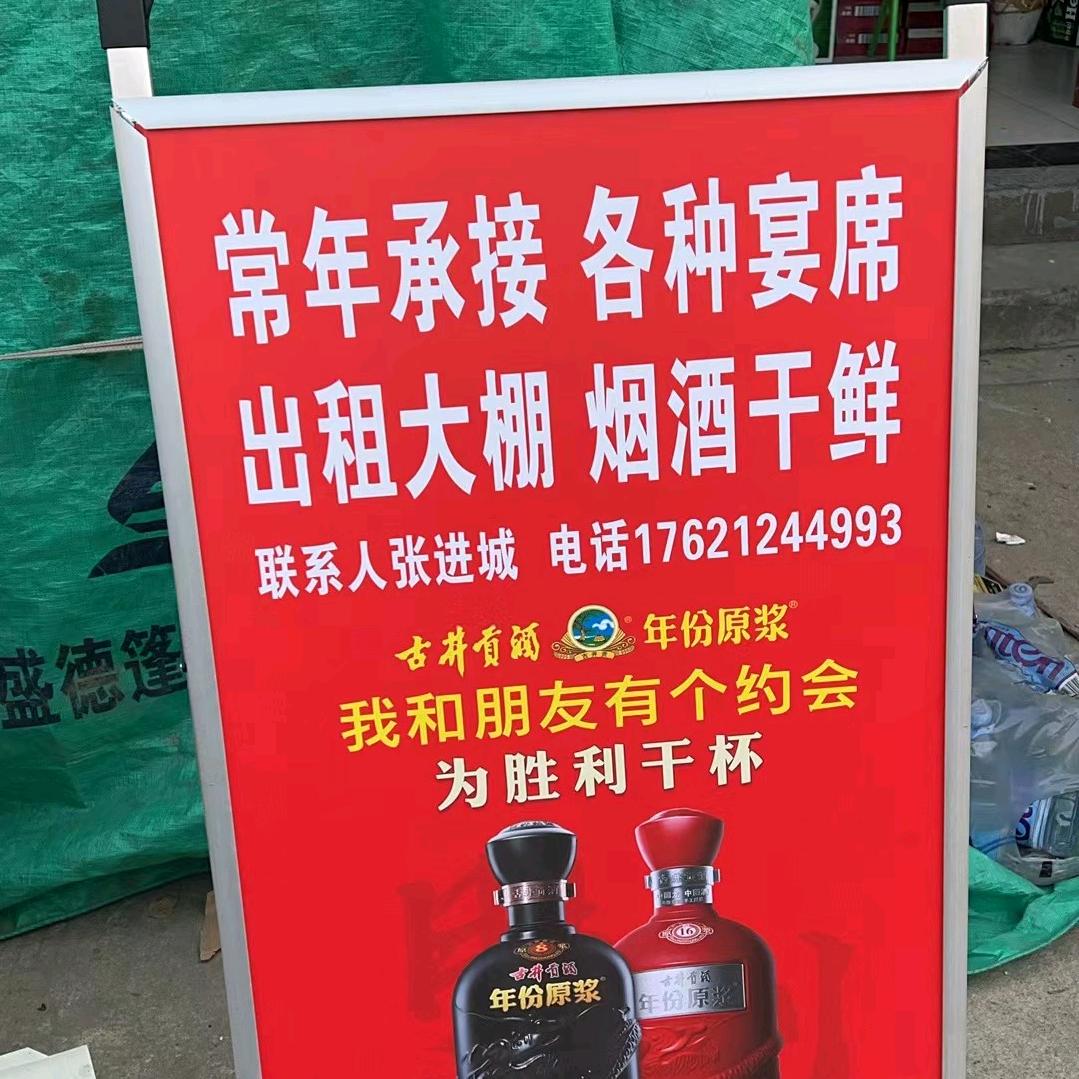 常年承接 各种宴席
出租大棚 烟酒干鲜
联系人张进城 电话17621244993
古井贡酒 年份原浆®
我和朋友有个约会
为胜利干杯
盛德篷
8
古井贡酒
年份原浆
16
年份原浆